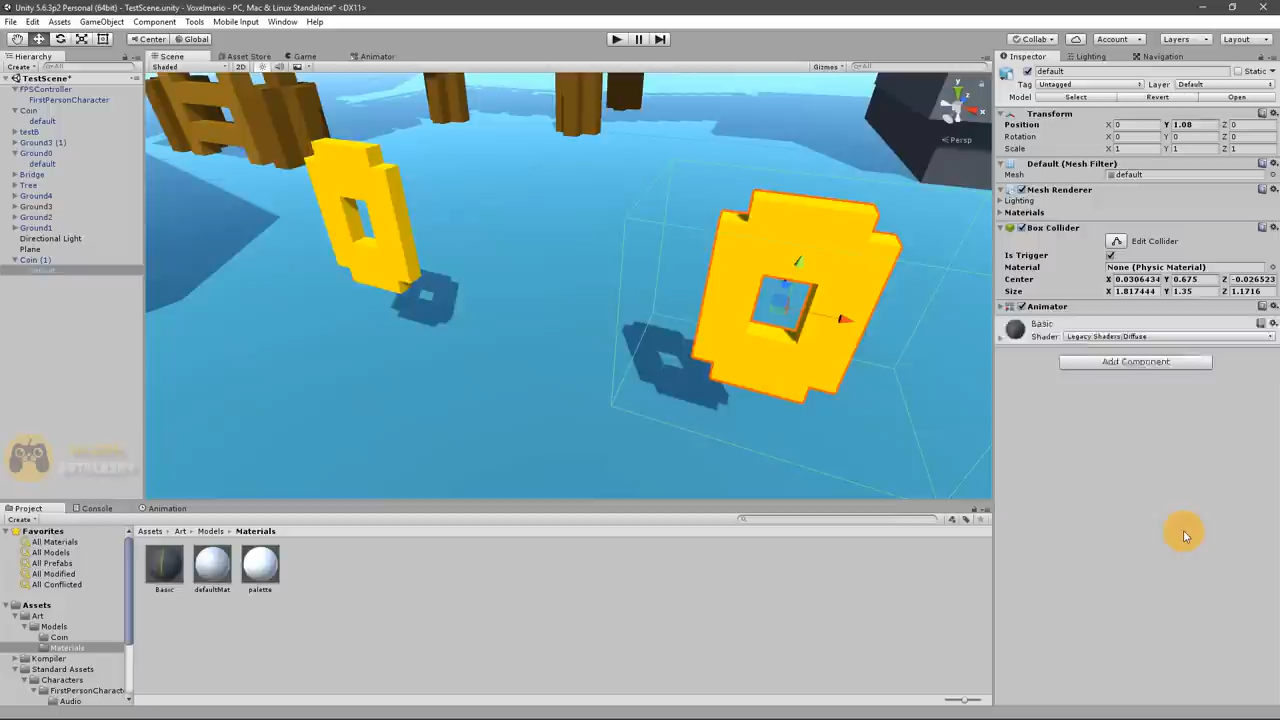 Unity 5.6.3p2 Personal (64bit) - TestScene.unity - Voxelmario - PC, Mac & Linux Standalone* <DX11>
File Edit Assets GameObject Component Tools Mobile Input Window Help
Center Global Collab Account Layers Layout
Hierarchy Scene Asset Store Game Animator Inspector Lighting Navigation
Create All Shaded 2D Gizmos All default Static
TestScene*
FPSController
FirstPersonCharacter
Coin
default
testB
Ground3 (1)
Ground0
default
Bridge
Tree
Ground4
Ground3
Ground2
Ground1
Directional Light
Plane
Coin (1)
y
x
z
Persp
Tag Untagged Layer Default
Model Select Revert Open
Transform
Position X 0 Y 1.08 Z 0
Rotation X 0 Y 0 Z 0
Scale X 1 Y 1 Z 1
Default (Mesh Filter)
Mesh default
Mesh Renderer
Lighting
Materials
Box Collider
Edit Collider
Is Trigger
Material None (Physic Material)
Center X 0.0306434 Y 0.675 Z -0.026523
Size X 1.817444 Y 1.35 Z 1.1716
Animator
Basic
Shader Legacy Shaders/Diffuse
Add Component
Project Console Animation
Create
Favorites
All Materials
All Models
All Prefabs
All Modified
All Conflicted
Assets
Art
Models
Coin
Materials
Kompiler
Standard Assets
Characters
FirstPersonCharact
Audio
Assets Art Models Materials
Basic defaultMat palette